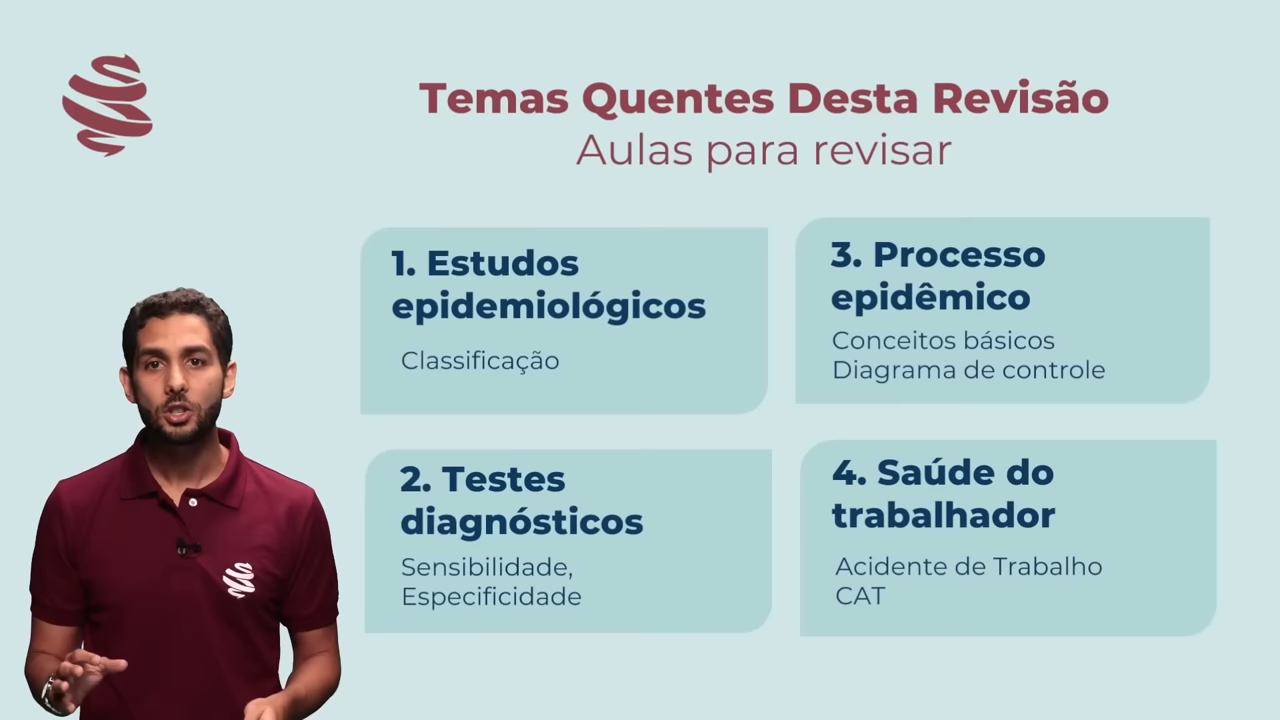 Temas Quentes Desta Revisão
Aulas para revisar
1. Estudos
epidemiológicos
Classificação
2. Testes
diagnósticos
Sensibilidade,
Especificidade
3. Processo
epidêmico
Conceitos básicos
Diagrama de controle
4. Saúde do
trabalhador
Acidente de Trabalho
CAT